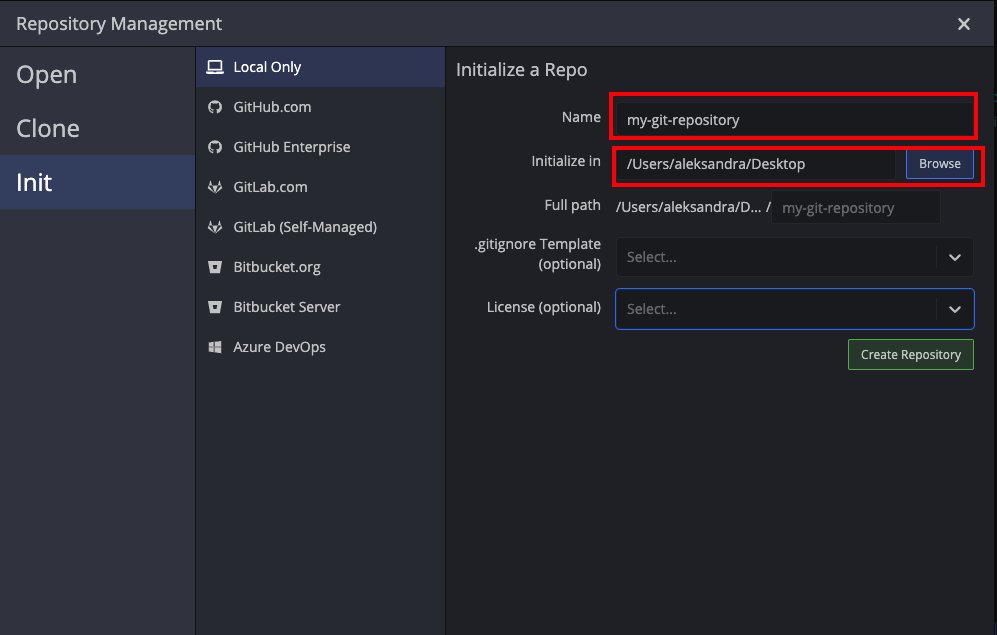 Repository Management
Open
Clone
Init
Local Only
GitHub.com
GitHub Enterprise
GitLab.com
GitLab (Self-Managed)
Bitbucket.org
Bitbucket Server
Azure DevOps
Initialize a Repo
Name my-git-repository
Initialize in /Users/aleksandra/Desktop Browse
Full path /Users/aleksandra/D... / my-git-repository
.gitignore Template
(optional) Select...
License (optional) Select...
Create Repository